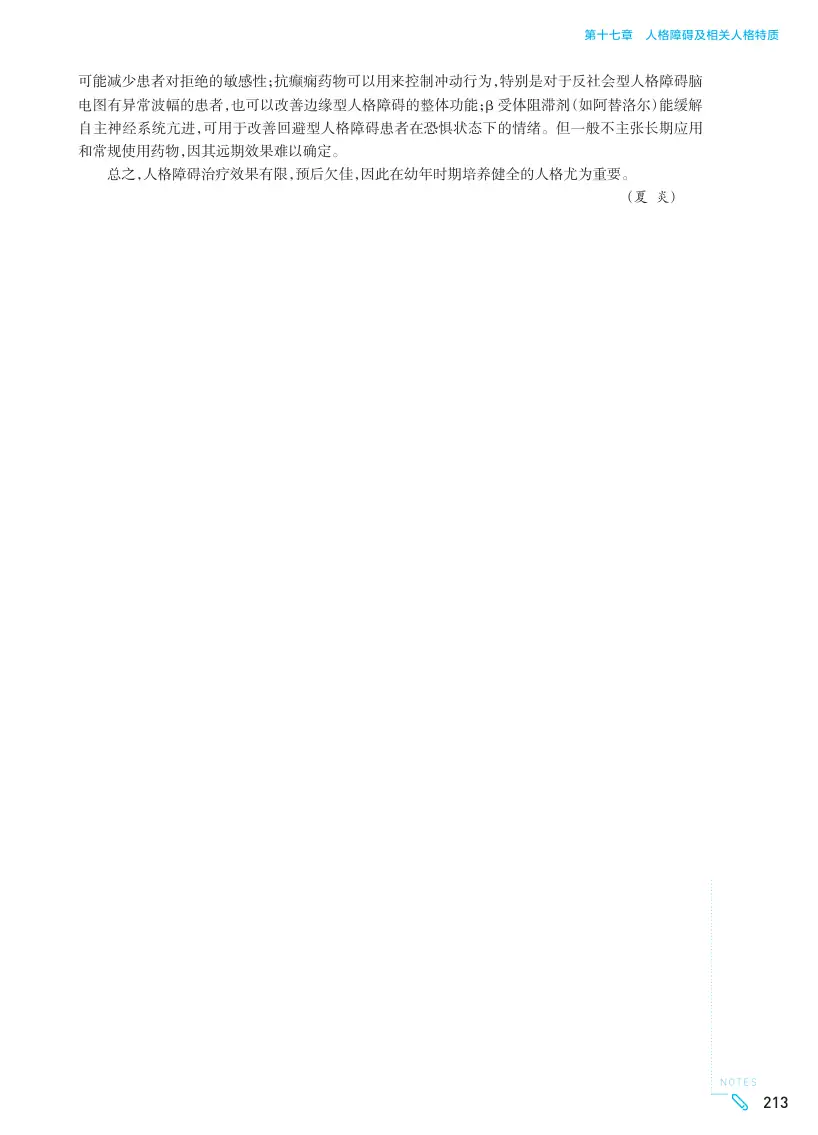 第十七章　人格障碍及相关人格特质
可能减少患者对拒绝的敏感性；抗癫痫药物可以用来控制冲动行为，特别是对于反社会型人格障碍脑
电图有异常波幅的患者，也可以改善边缘型人格障碍的整体功能；β 受体阻滞剂（如阿替洛尔）能缓解
自主神经系统亢进，可用于改善回避型人格障碍患者在恐惧状态下的情绪。但一般不主张长期应用
和常规使用药物，因其远期效果难以确定。
总之，人格障碍治疗效果有限，预后欠佳，因此在幼年时期培养健全的人格尤为重要。
（夏　炎）
NOTES
213